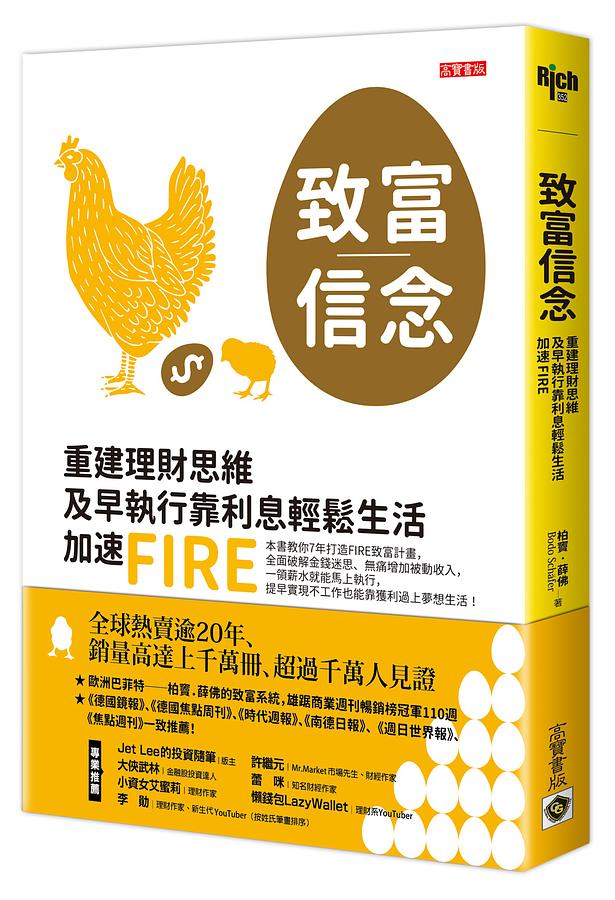 高寶書版
致富
信念
重建理財思維
及早執行靠利息輕鬆生活
加速FIRE
本書教你7年打造FIRE致富計畫，
全面破解金錢迷思、無痛增加被動收入，
一領薪水就能馬上執行，
提早實現不工作也能靠獲利過上夢想生活！
全球熱賣逾20年、
銷量高達上千萬冊、超過千萬人見證
★歐洲巴菲特——柏竇．薛佛的致富系統，雄踞商業週刊暢銷榜冠軍110週
★《德國鏡報》、《德國焦點周刊》、《時代週報》、《南德日報》、《週日世界報》、
《焦點週刊》一致推薦！
專業推薦
Jet Lee的投資隨筆｜版主
大俠武林｜金融股投資達人
小資女艾蜜莉｜理財作家
李　勛｜理財作家、新生代YouTuber（按姓氏筆畫排序）
許繼元｜Mr.Market市場先生、財經作家
蕾　咪｜知名財經作家
懶錢包LazyWallet｜理財系YouTuber
Rich
352
致富信念
重建理財思維
及早執行靠利息輕鬆生活
加速FIRE
柏竇．薛佛
Bodo Schäfer
著
高寶書版